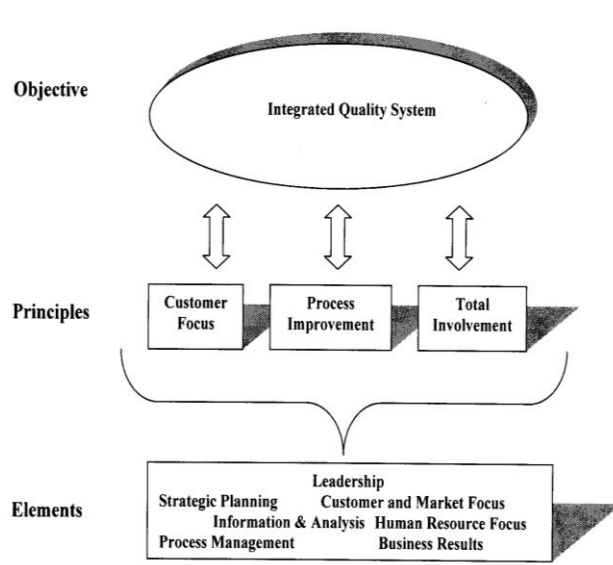 Objective
Integrated Quality System
Principles
Customer
Focus
Process
Improvement
Total
Involvement
Elements
Leadership
Strategic Planning Customer and Market Focus
Information & Analysis Human Resource Focus
Process Management Business Results